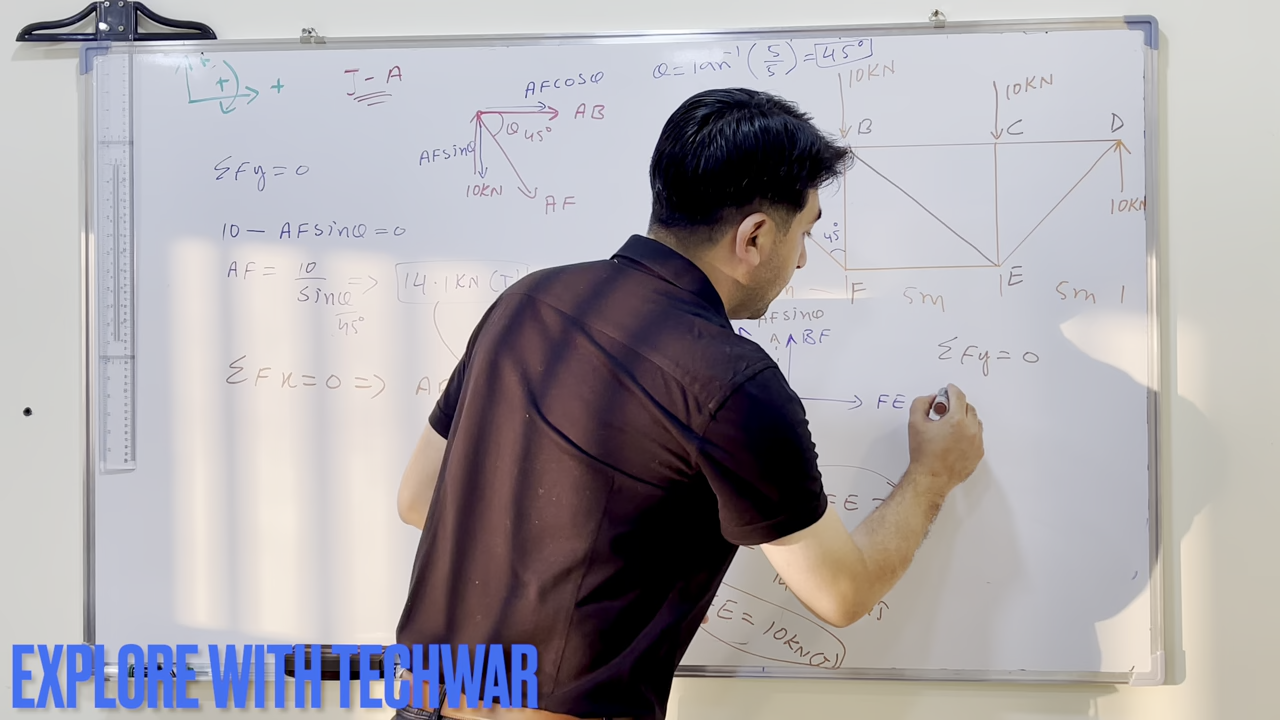 + + +
J-A
AFcosθ
AB
θ 45°
AFsinθ
10KN
AF
ΣFy=0
10 - AFsinθ=0
AF= 10/sinθ => 14.1KN(T)
45°
ΣFx=0 =>
θ=tan⁻¹(5/5)=45°
10KN
10KN
B
C
D
10KN
45°
F
5m
E
5m
AFsinθ
BF
ΣFy=0
FE
E =
E=10KN(T)
EXPLORE WITH TECHWAR